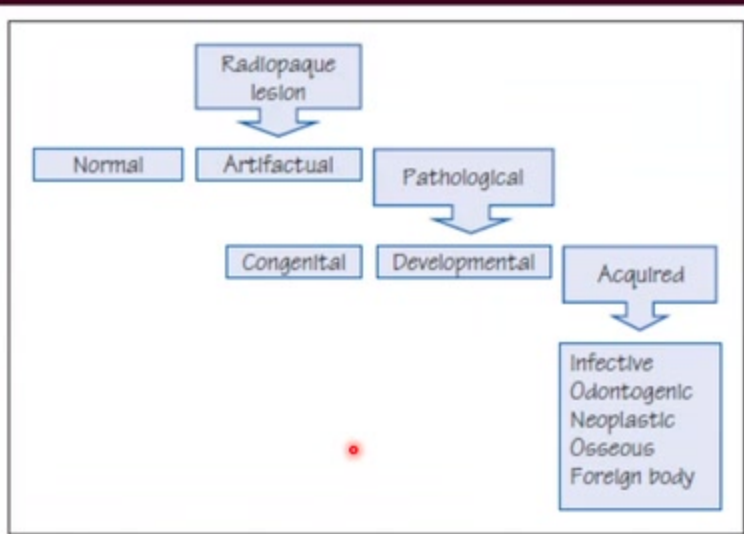 Radiopaque
lesion
Normal
Artifactual
Pathological
Congenital
Developmental
Acquired
Infective
Odontogenic
Neoplastic
Osseous
Foreign body